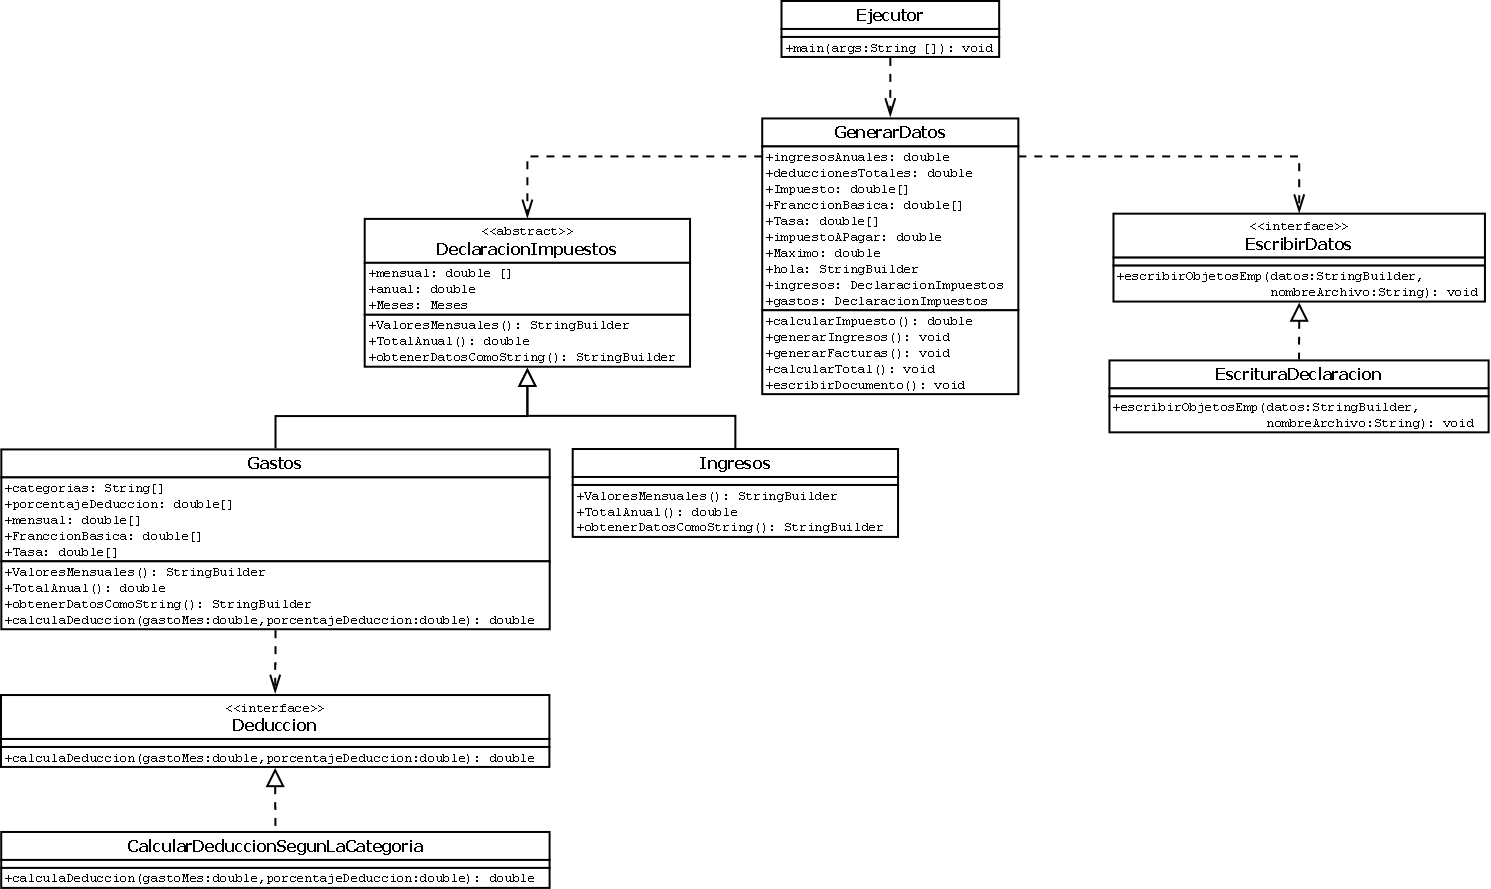 Ejecutor
+main(args:String []): void
GenerarDatos
+ingresosAnuales: double
+deduccionesTotales: double
+Impuesto: double[]
+FranccionBasica: double[]
+Tasa: double[]
+impuestoAPagar: double
+Maximo: double
+hola: StringBuilder
+ingresos: DeclaracionImpuestos
+gastos: DeclaracionImpuestos
+calcularImpuesto(): double
+generarIngresos(): void
+generarFacturas(): void
+calcularTotal(): void
+escribirDocumento(): void
<<abstract>>
DeclaracionImpuestos
+mensual: double []
+anual: double
+Meses: Meses
+ValoresMensuales(): StringBuilder
+TotalAnual(): double
+obtenerDatosComoString(): StringBuilder
<<interface>>
EscribirDatos
+escribirObjetosEmp(datos:StringBuilder,
nombreArchivo:String): void
EscrituraDeclaracion
+escribirObjetosEmp(datos:StringBuilder,
nombreArchivo:String): void
Gastos
+categorias: String[]
+porcentajeDeduccion: double[]
+mensual: double[]
+FranccionBasica: double[]
+Tasa: double[]
+ValoresMensuales(): StringBuilder
+TotalAnual(): double
+obtenerDatosComoString(): StringBuilder
+calculaDeduccion(gastoMes:double,porcentajeDeduccion:double): double
Ingresos
+ValoresMensuales(): StringBuilder
+TotalAnual(): double
+obtenerDatosComoString(): StringBuilder
<<interface>>
Deduccion
+calculaDeduccion(gastoMes:double,porcentajeDeduccion:double): double
CalcularDeduccionSegunLaCategoria
+calculaDeduccion(gastoMes:double,porcentajeDeduccion:double): double